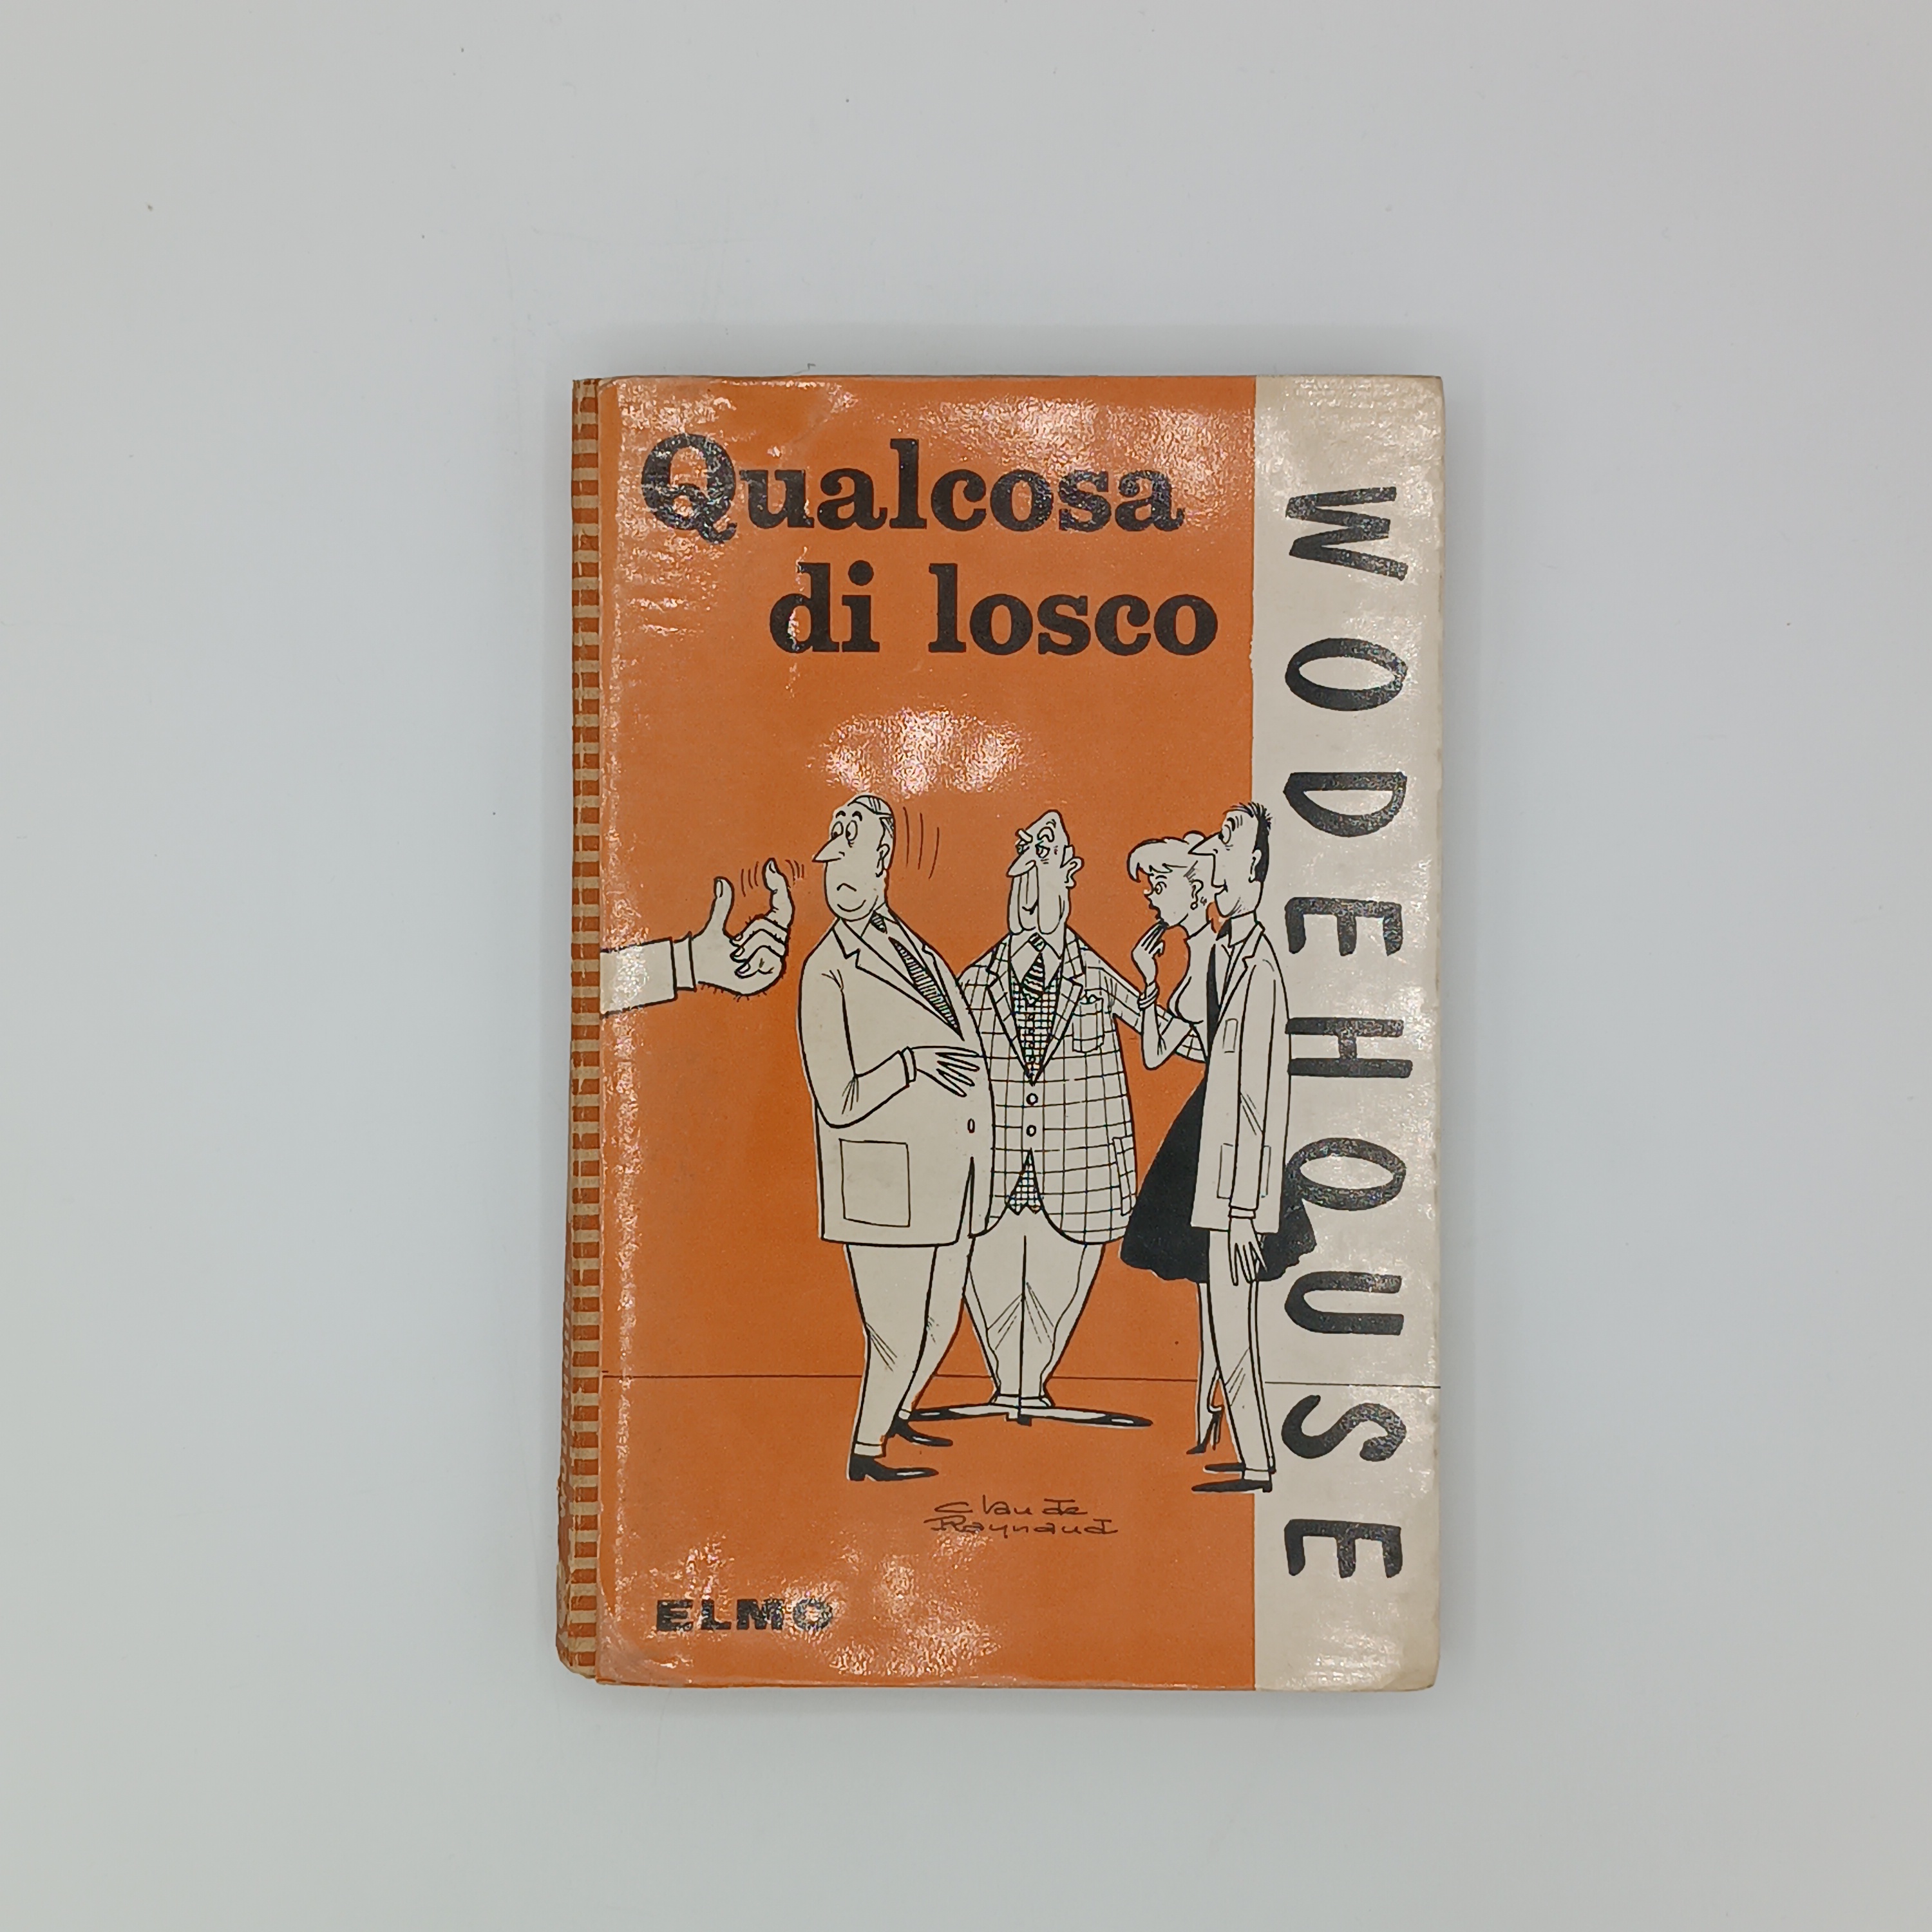 Qualcosa
di losco
WODEHOUSE
Claude
Raynaud
ELMO